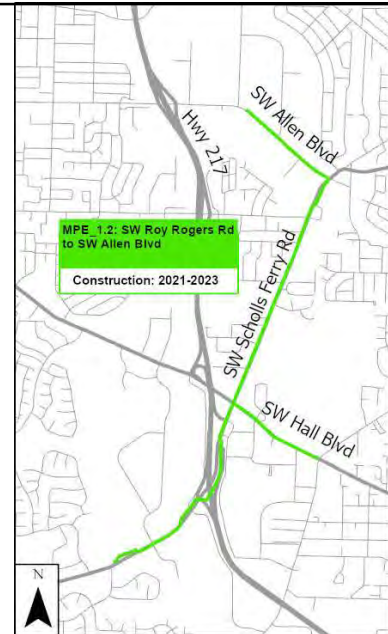 SW Allen Blvd
Hwy 217
MPE_1.2: SW Roy Rogers Rd
to SW Allen Blvd
Construction: 2021-2023
SW Scholls Ferry Rd
SW Hall Blvd
N